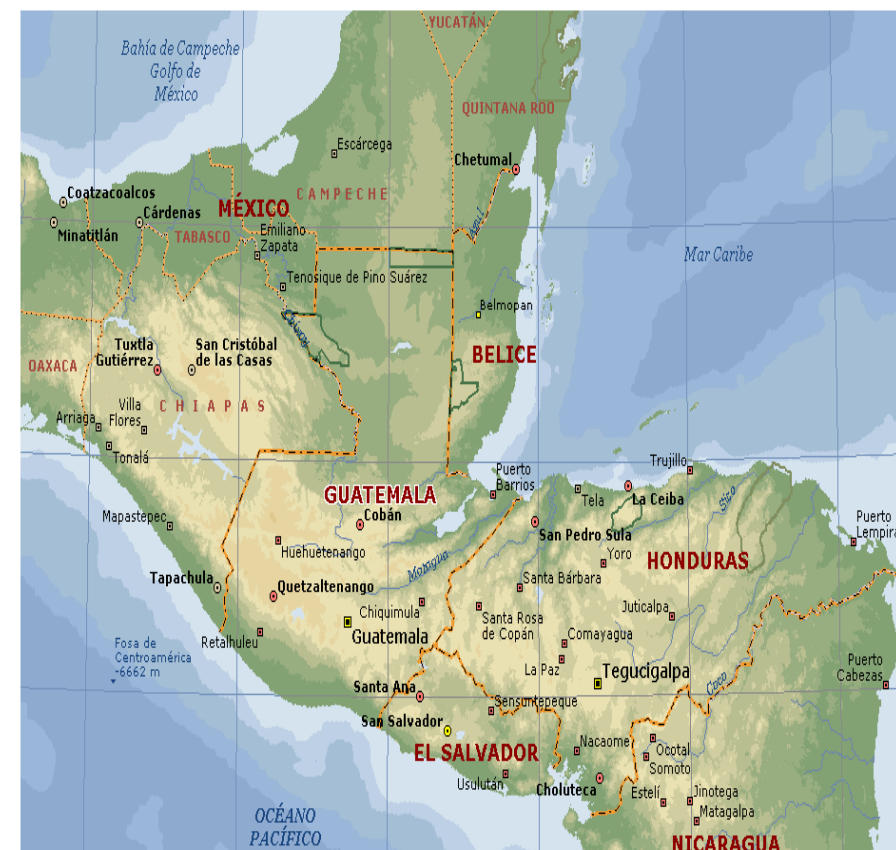 YUCATÁN
Bahía de Campeche
Golfo de
México
QUINTANA ROO
Escárcega
Chetumal
CAMPECHE
Coatzacoalcos
Cárdenas
MÉXICO
Minatitlán
TABASCO
Emiliano
Zapata
Azul
Mar Caribe
Tenosique de Pino Suárez
Belmopan
Tuxtla
Gutiérrez
San Cristóbal
de las Casas
BELICE
OAXACA
CHIAPAS
Villa
Flores
Arriaga
Tonalá
Puerto
Barrios
Trujillo
Tela
La Ceiba
Sico
GUATEMALA
Cobán
Mapastepec
San Pedro Sula
Puerto
Lempira
Huehuetenango
Yoro
HONDURAS
Motagua
Tapachula
Quetzaltenango
Santa Bárbara
Chiquimula
Santa Rosa
de Copán
Juticalpa
Retalhuleu
Guatemala
Comayagua
Fosa de
Centroamérica
-6662 m
La Paz
Tegucigalpa
Coco
Puerto
Cabezas
Santa Ana
Sensuntepeque
San Salvador
EL SALVADOR
Nacaome
Ocotal
Somoto
Usulután
Choluteca
Estelí
Jinotega
Matagalpa
OCÉANO
PACÍFICO
NICARAGUA